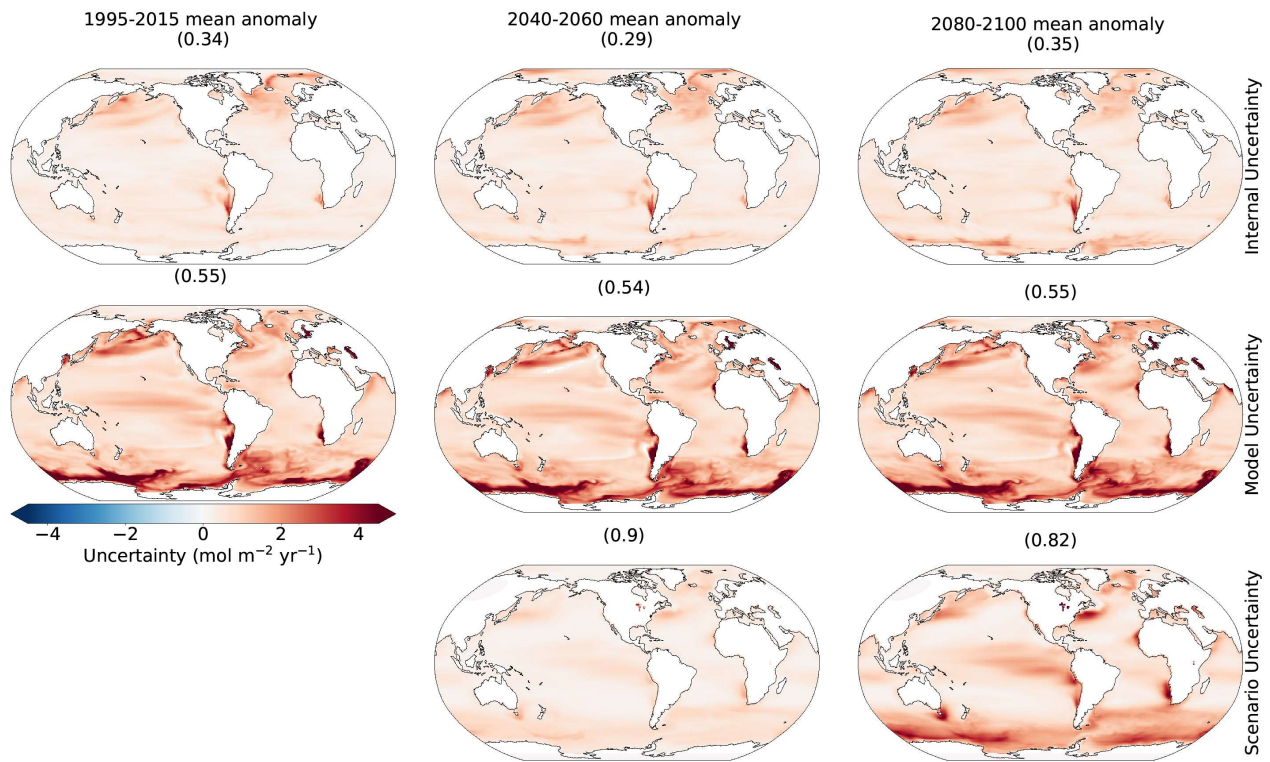 1995-2015 mean anomaly
(0.34)
2040-2060 mean anomaly
(0.29)
2080-2100 mean anomaly
(0.35)
Internal Uncertainty
(0.55)
(0.54)
(0.55)
Model Uncertainty
−4 −2 0 2 4
Uncertainty (mol m⁻² yr⁻¹)
(0.9)
(0.82)
Scenario Uncertainty